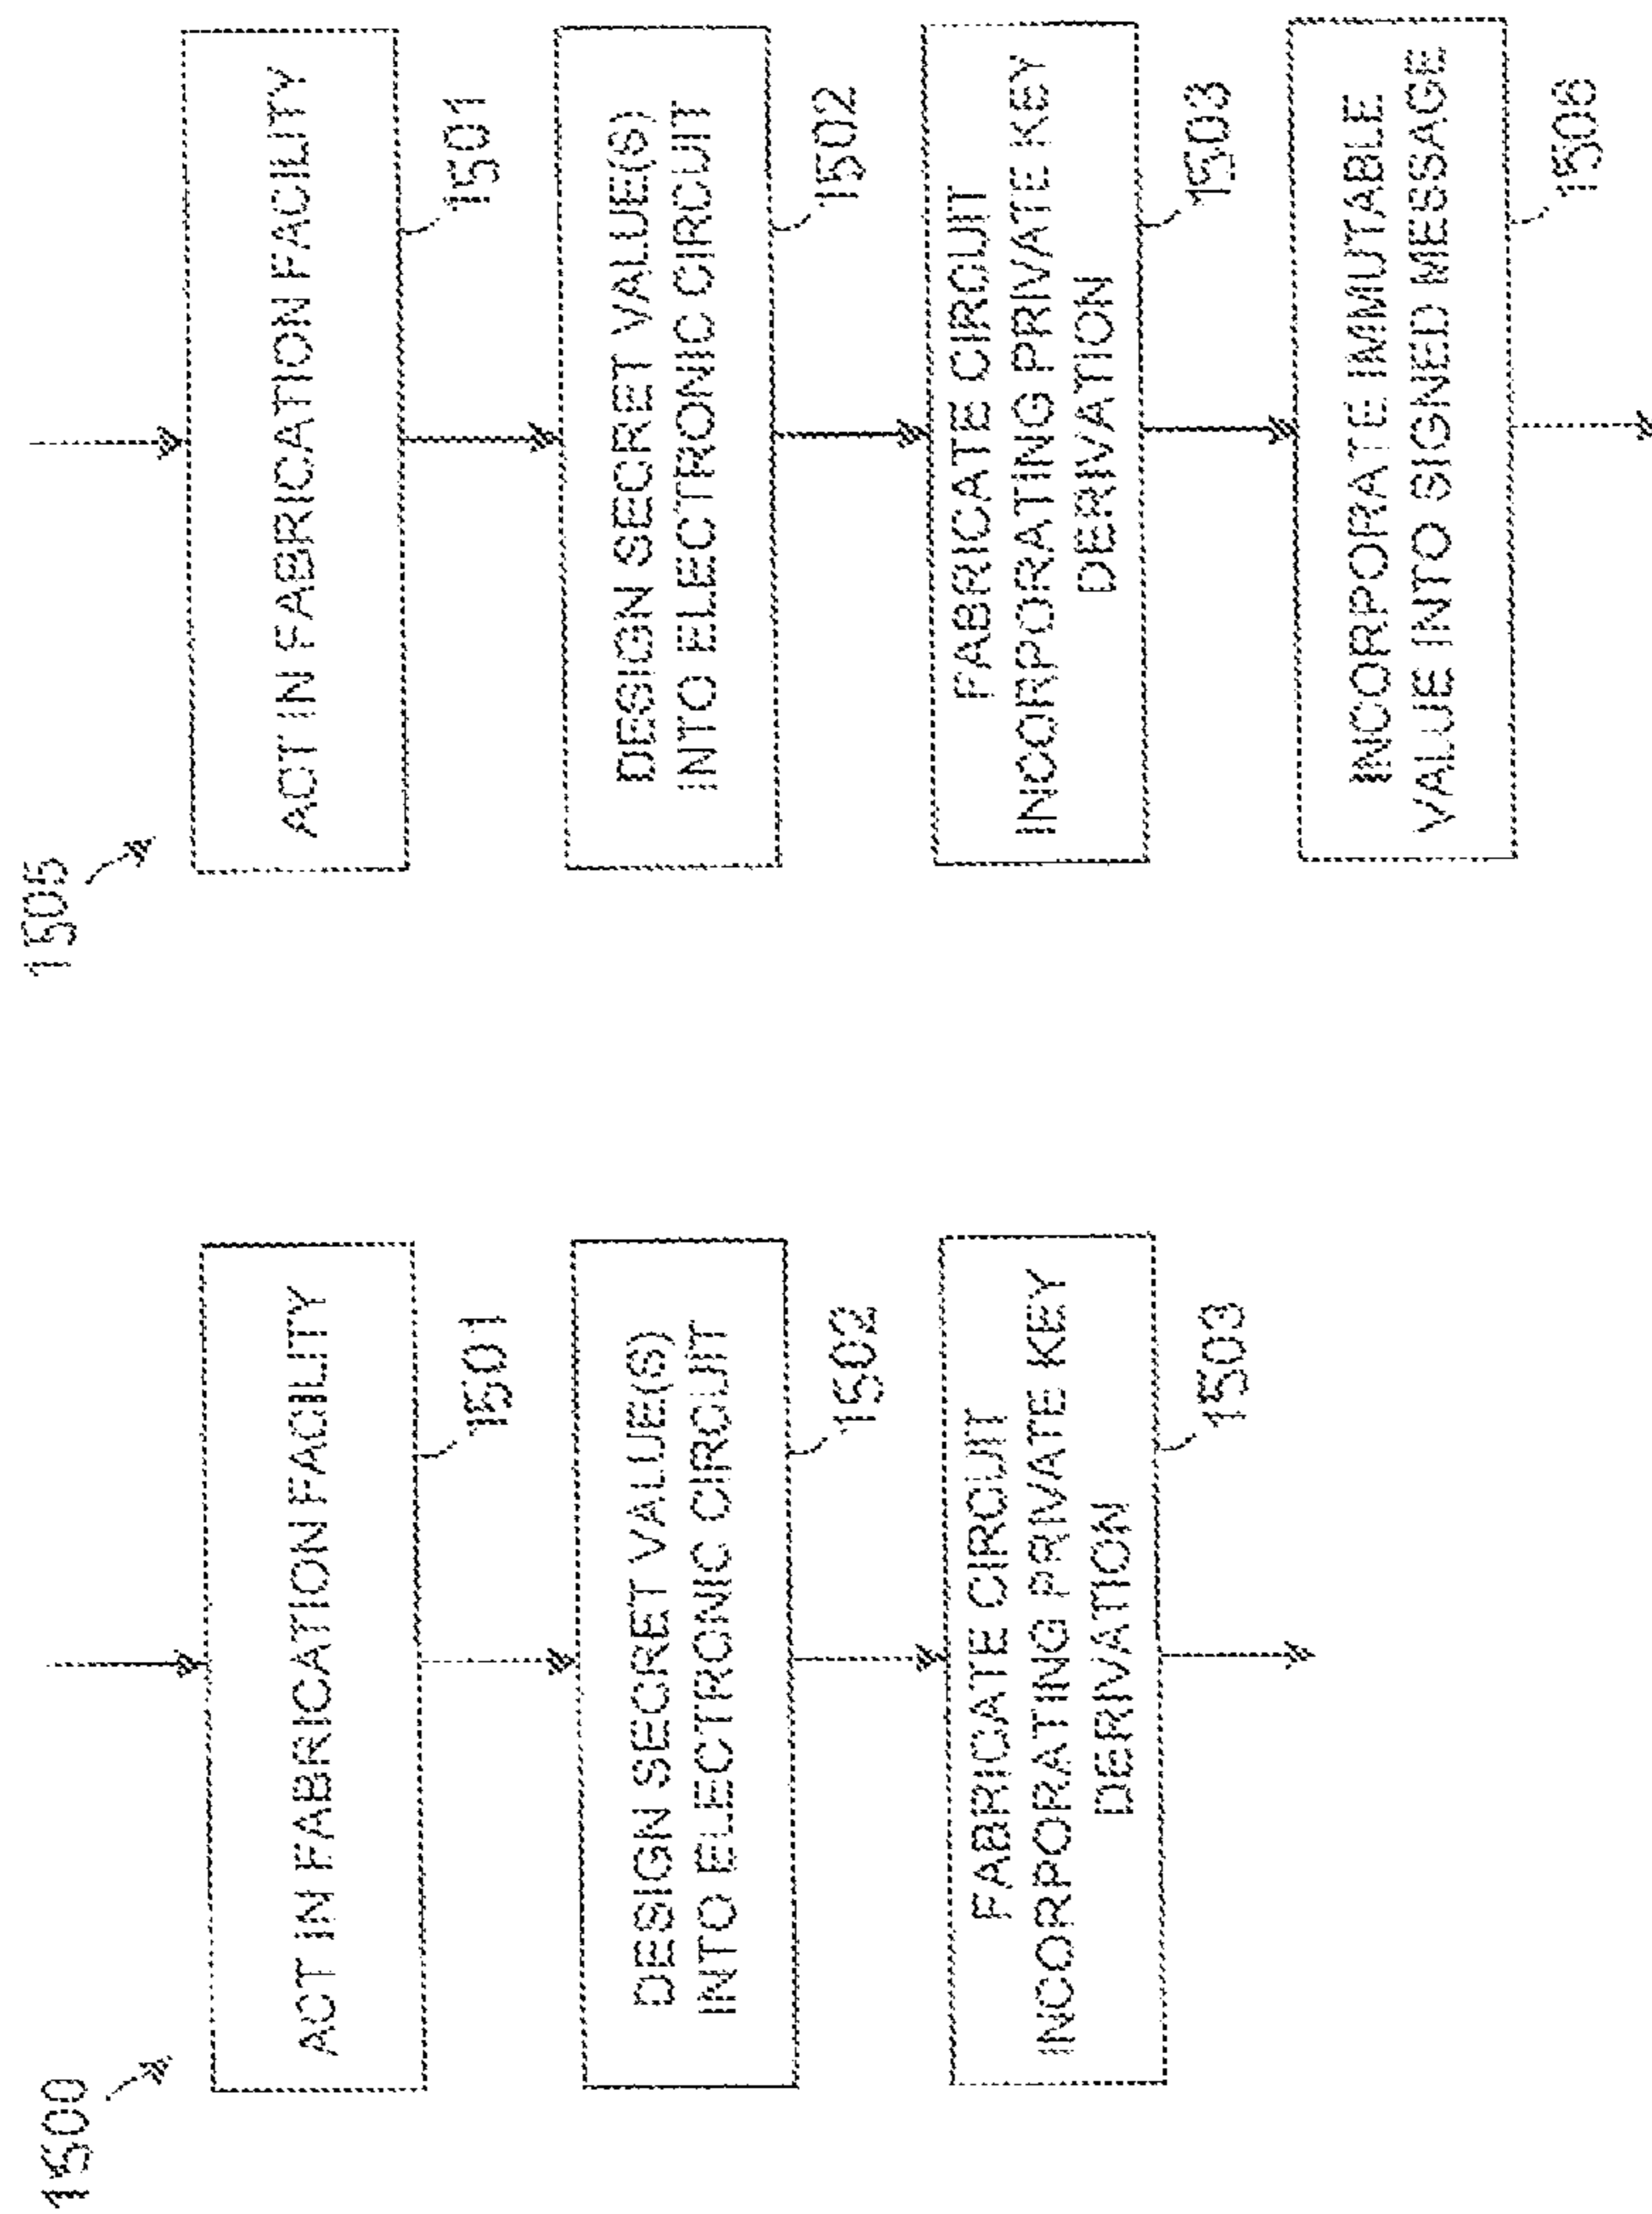 1500
ACT IN FABRICATION FACILITY
1501
DESIGN SECRET VALUE(S)
INTO ELECTRONIC CIRCUIT
1502
FABRICATE CIRCUIT
INCORPORATING PRIVATE KEY
DERIVATION
1503
1505
ACT IN FABRICATION FACILITY
1501
DESIGN SECRET VALUE(S)
INTO ELECTRONIC CIRCUIT
1502
FABRICATE CIRCUIT
INCORPORATING PRIVATE KEY
DERIVATION
1503
INCORPORATE IMMUTABLE
VALUE INTO SIGNED MESSAGE
1506